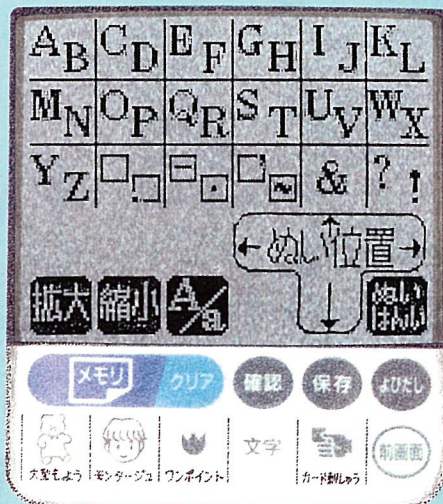 A B C D E F G H I J K L
M N O P Q R S T U V W X
Y Z & ? !
← ぬい位置 →
拡大 縮小 A/a ぬいはんい
メモリ クリア 確認 保存 よびだし
大型もよう モンタージュ ワンポイント 文字 カード刺しゅう 前画面